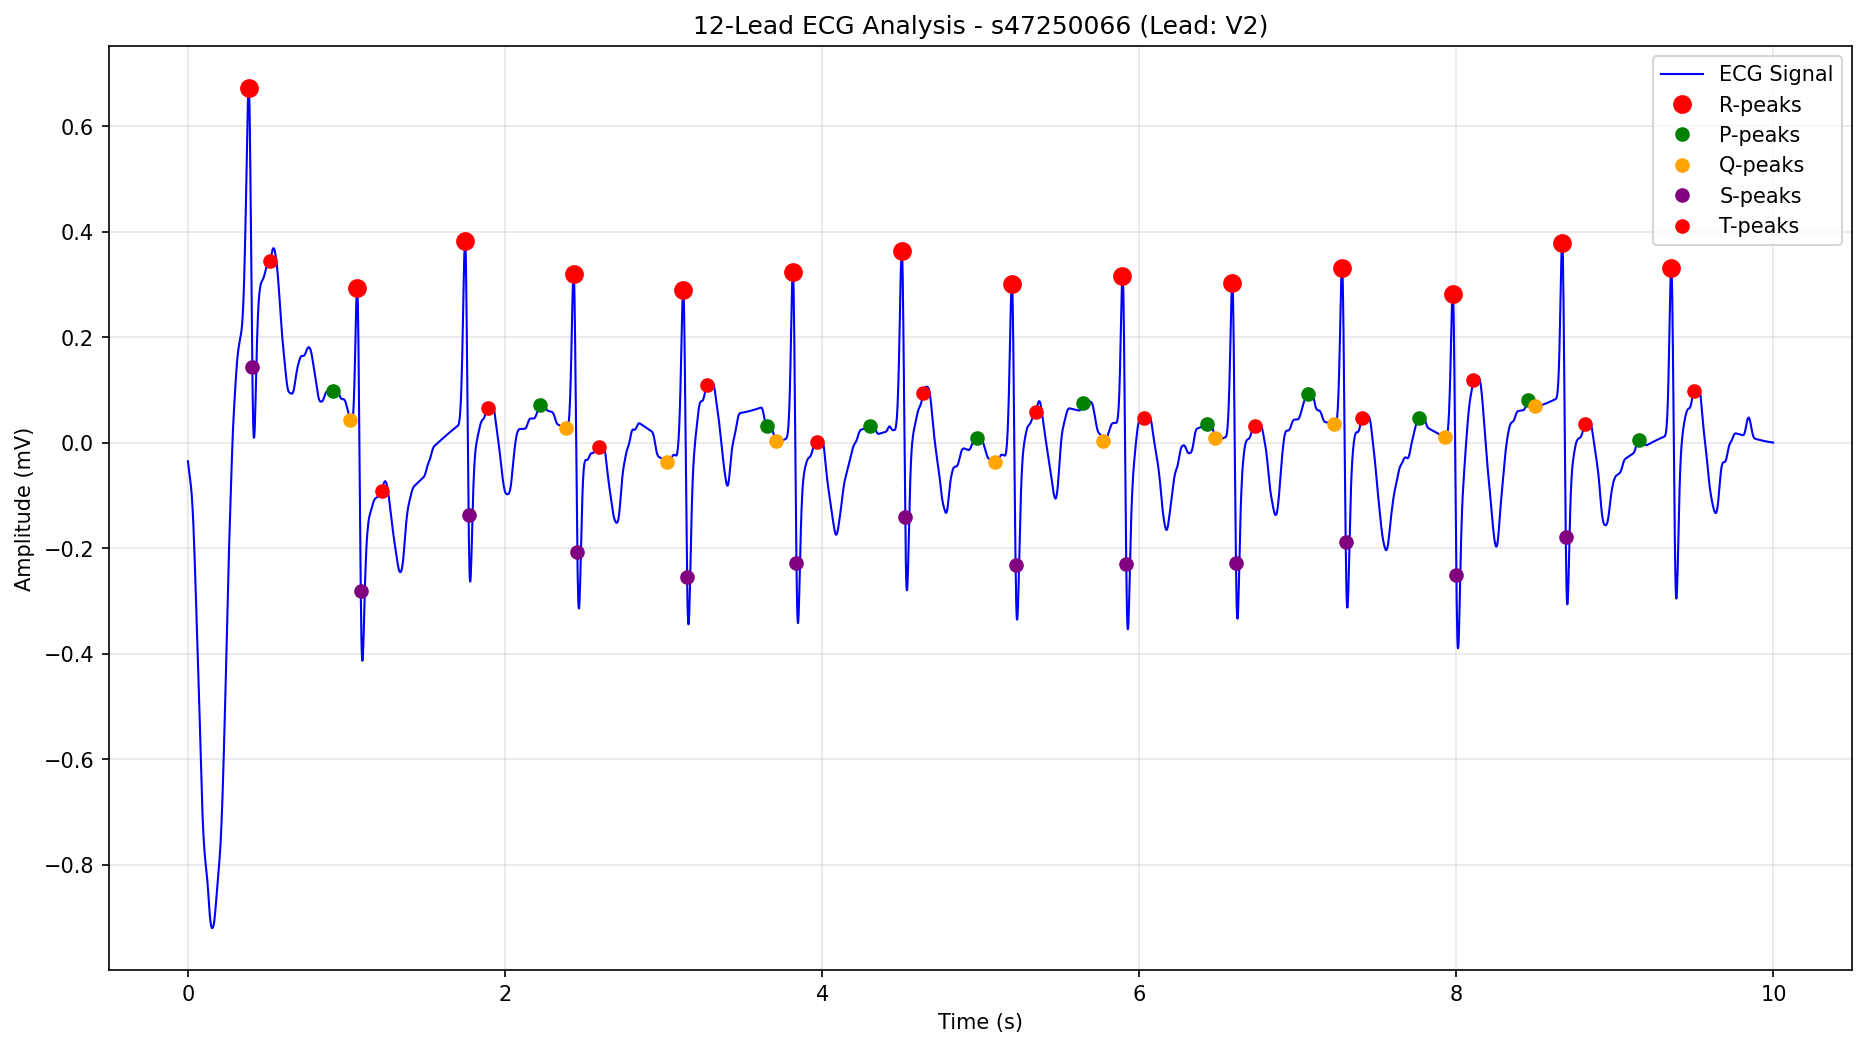 12-Lead ECG Analysis - s47250066 (Lead: V2)
ECG Signal
R-peaks
P-peaks
Q-peaks
S-peaks
T-peaks
Amplitude (mV)
0.6
0.4
0.2
0.0
−0.2
−0.4
−0.6
−0.8
0 2 4 6 8 10
Time (s)